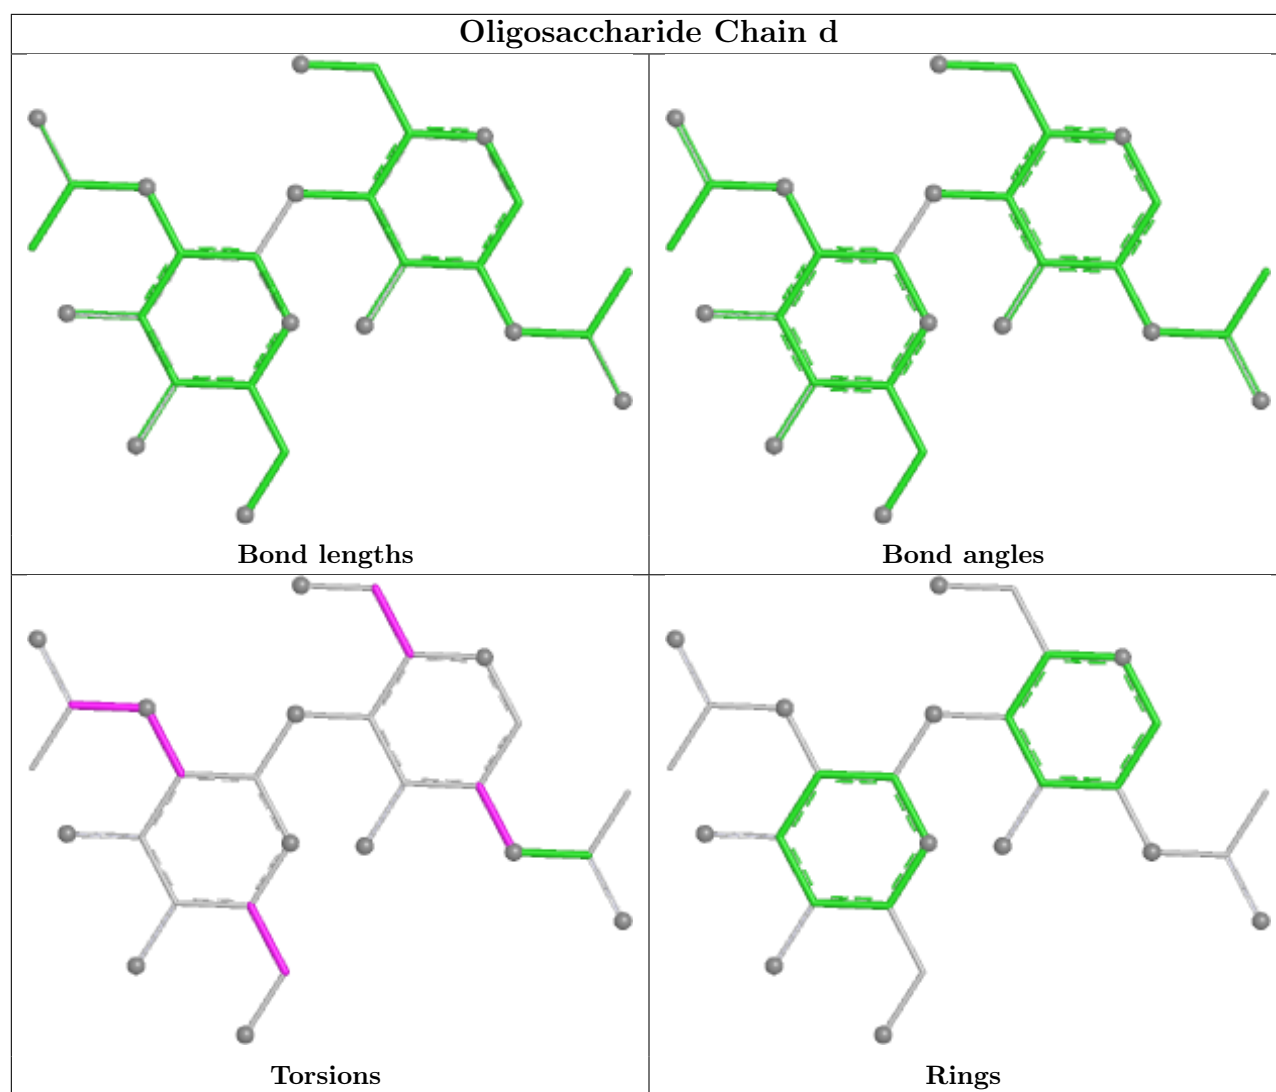 Oligosaccharide Chain d
Bond lengths
Bond angles
Torsions
Rings